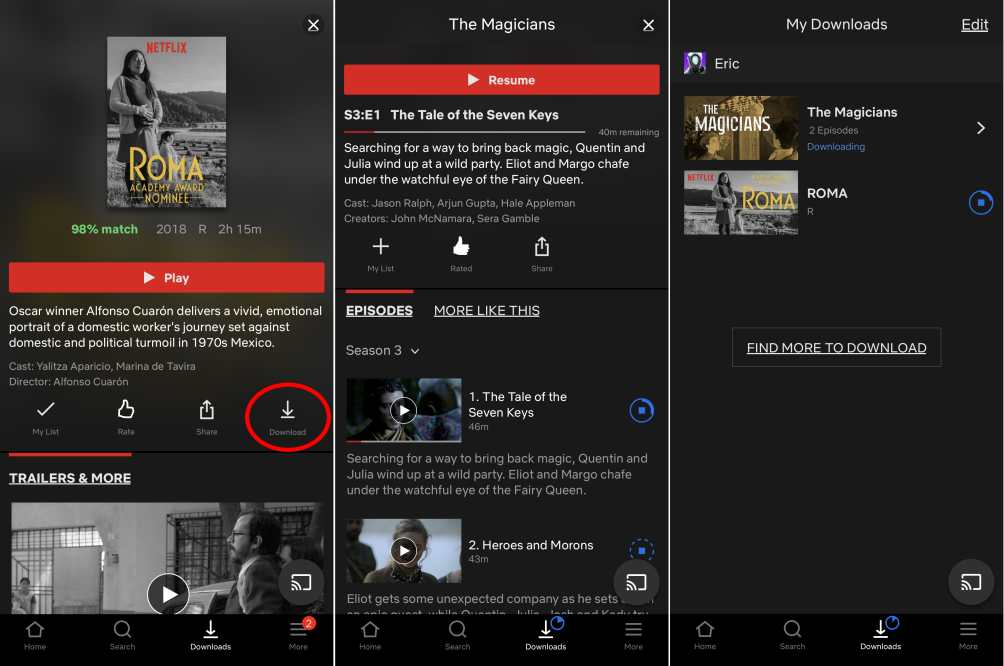 NETFLIX
ROMA
ACADEMY AWARD®
NOMINEE
98% match 2018 R 2h 15m
Play
Oscar winner Alfonso Cuarón delivers a vivid, emotional
portrait of a domestic worker's journey set against
domestic and political turmoil in 1970s Mexico.
Cast: Yalitza Aparicio, Marina de Tavira
Director: Alfonso Cuarón
My List Rate Share Download
TRAILERS & MORE
2
Home Search Downloads More
The Magicians
Resume
S3:E1 The Tale of the Seven Keys
40m remaining
Searching for a way to bring back magic, Quentin and
Julia wind up at a wild party. Eliot and Margo chafe
under the watchful eye of the Fairy Queen.
Cast: Jason Ralph, Arjun Gupta, Hale Appleman
Creators: John McNamara, Sera Gamble
My List Rated Share
EPISODES MORE LIKE THIS
Season 3
1. The Tale of the
Seven Keys
46m
Searching for a way to bring back magic, Quentin and
Julia wind up at a wild party. Eliot and Margo chafe
under the watchful eye of the Fairy Queen.
2. Heroes and Morons
43m
Eliot gets some unexpected company as he sets
Home Search Downloads More
My Downloads Edit
Eric
THE
MAGICIANS
The Magicians
2 Episodes
Downloading
NETFLIX
ACADEMY AWARD®
NOMINEE
ROMA
ROMA
R
FIND MORE TO DOWNLOAD
Home Search Downloads More